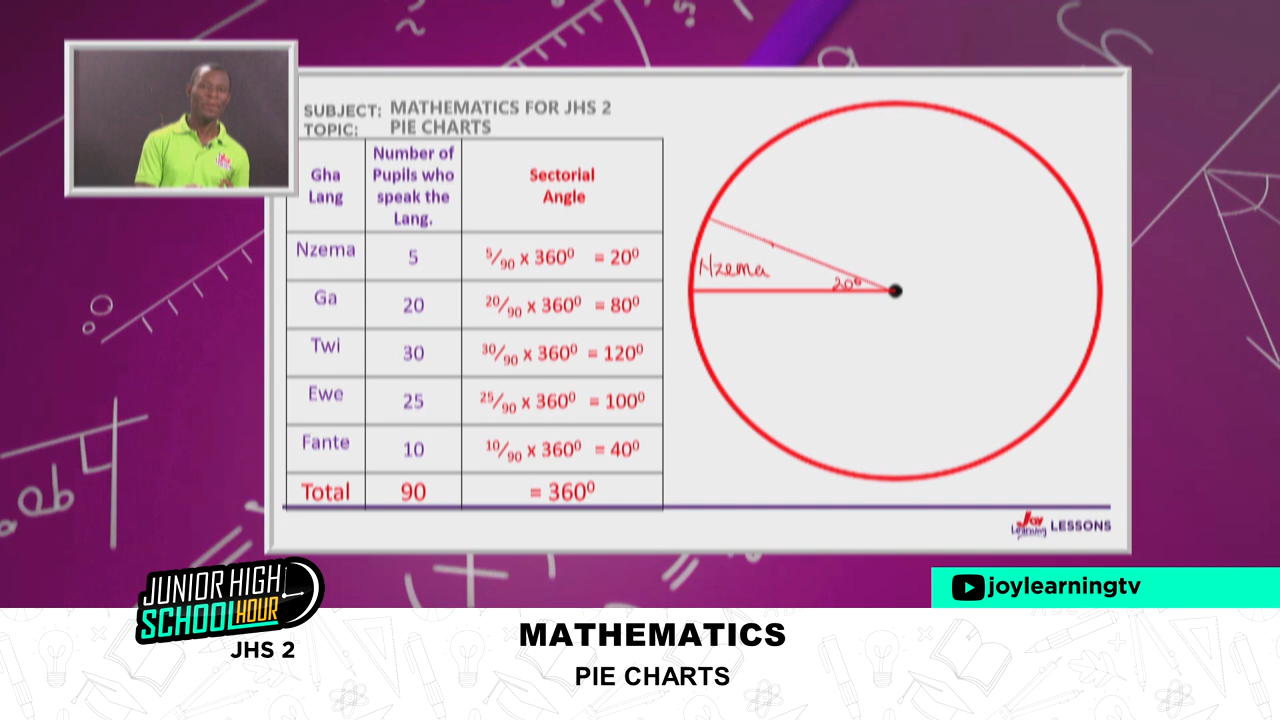 SUBJECT: MATHEMATICS FOR JHS 2
TOPIC: PIE CHARTS
Gha Lang
Number of Pupils who speak the Lang.
Sectorial Angle
Nzema 5 ⁵/₉₀ x 360⁰ = 20⁰
Ga 20 ²⁰/₉₀ x 360⁰ = 80⁰
Twi 30 ³⁰/₉₀ x 360⁰ = 120⁰
Ewe 25 ²⁵/₉₀ x 360⁰ = 100⁰
Fante 10 ¹⁰/₉₀ x 360⁰ = 40⁰
Total 90 = 360⁰
Nzema
20⁰
Joy Learning LESSONS
joylearningtv
JUNIOR HIGH
SCHOOL HOUR
JHS 2
MATHEMATICS
PIE CHARTS